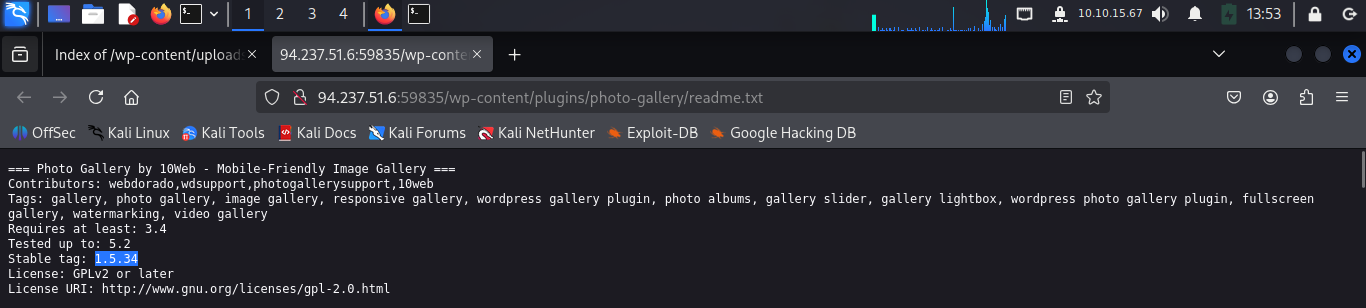 1 2 3 4 10.10.15.67 13:53
Index of /wp-content/upload 94.237.51.6:59835/wp-conte
94.237.51.6:59835/wp-content/plugins/photo-gallery/readme.txt
OffSec Kali Linux Kali Tools Kali Docs Kali Forums Kali NetHunter Exploit-DB Google Hacking DB
=== Photo Gallery by 10Web - Mobile-Friendly Image Gallery ===
Contributors: webdorado,wdsupport,photogallerysupport,10web
Tags: gallery, photo gallery, image gallery, responsive gallery, wordpress gallery plugin, photo albums, gallery slider, gallery lightbox, wordpress photo gallery plugin, fullscreen
gallery, watermarking, video gallery
Requires at least: 3.4
Tested up to: 5.2
Stable tag: 1.5.34
License: GPLv2 or later
License URI: http://www.gnu.org/licenses/gpl-2.0.html